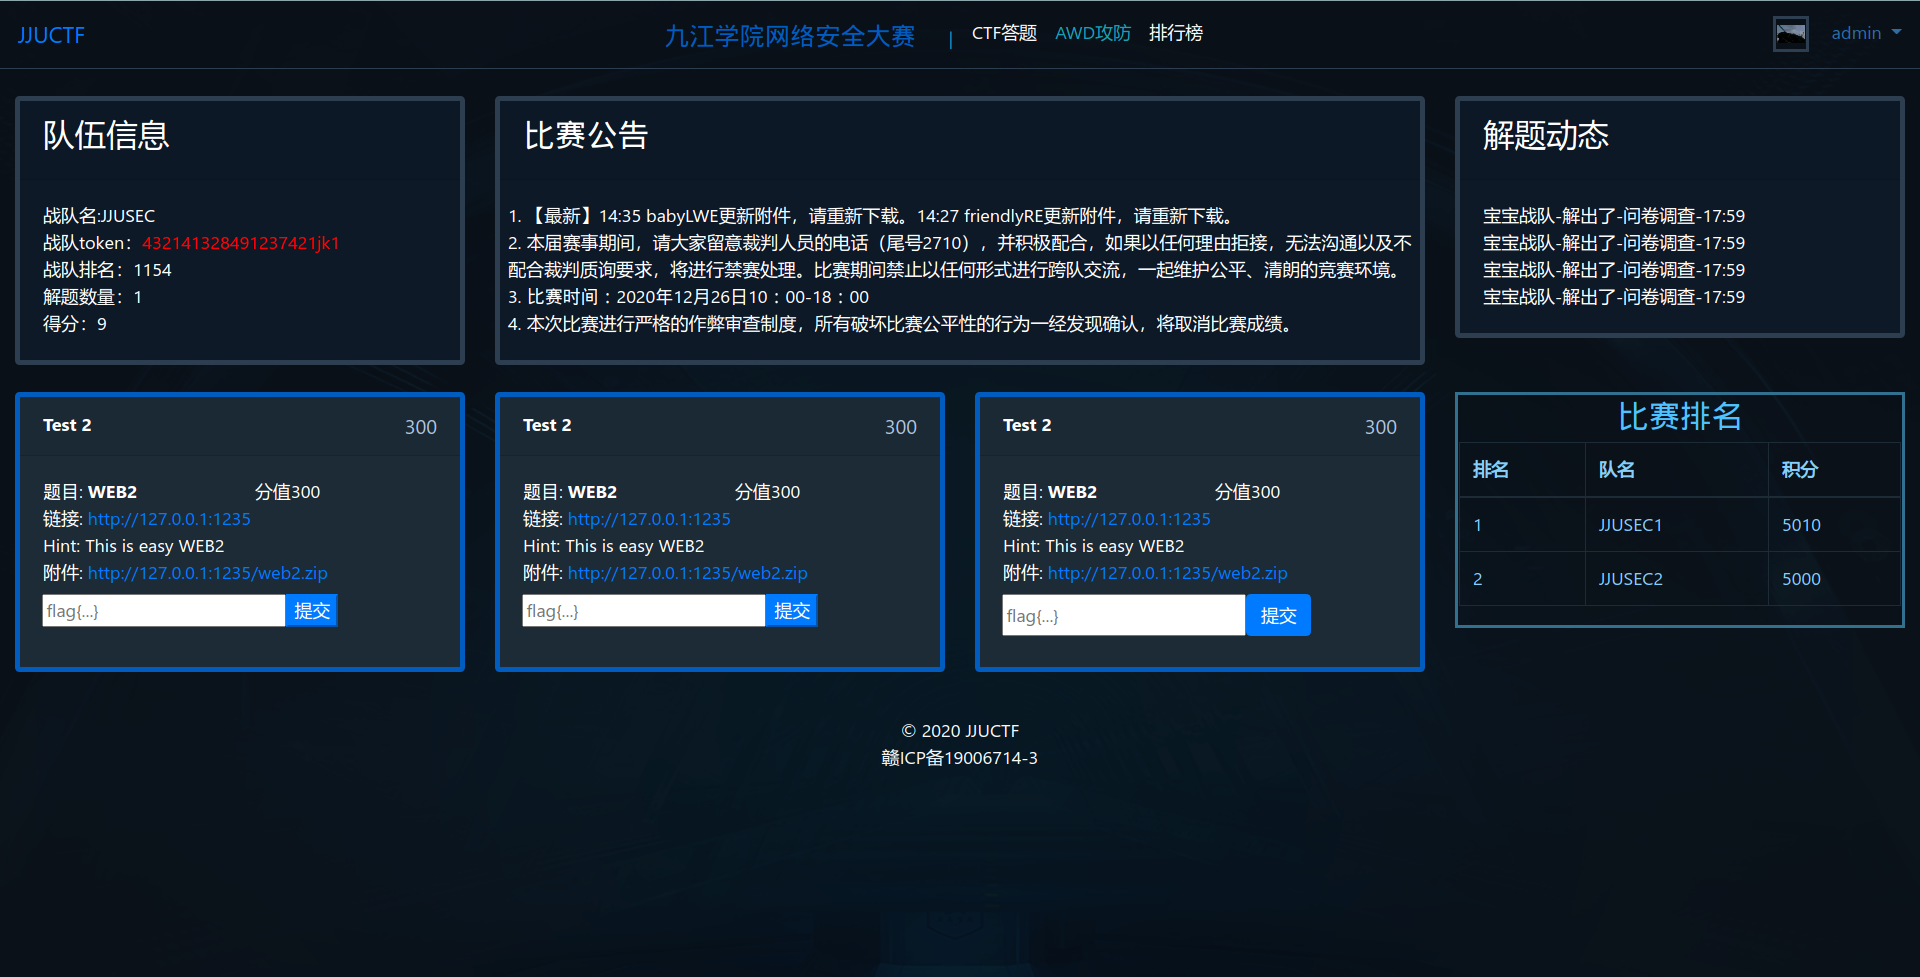 JJUCTF
九江学院网络安全大赛 | CTF答题 AWD攻防 排行榜
admin
队伍信息
战队名:JJUSEC
战队token：432141328491237421jk1
战队排名：1154
解题数量：1
得分：9
比赛公告
1. 【最新】14:35 babyLWE更新附件，请重新下载。14:27 friendlyRE更新附件，请重新下载。
2. 本届赛事期间，请大家留意裁判人员的电话（尾号2710），并积极配合，如果以任何理由拒接，无法沟通以及不
配合裁判质询要求，将进行禁赛处理。比赛期间禁止以任何形式进行跨队交流，一起维护公平、清朗的竞赛环境。
3. 比赛时间：2020年12月26日10：00-18：00
4. 本次比赛进行严格的作弊审查制度，所有破坏比赛公平性的行为一经发现确认，将取消比赛成绩。
解题动态
宝宝战队-解出了-问卷调查-17:59
宝宝战队-解出了-问卷调查-17:59
宝宝战队-解出了-问卷调查-17:59
宝宝战队-解出了-问卷调查-17:59
Test 2 300
题目: WEB2 分值300
链接: http://127.0.0.1:1235
Hint: This is easy WEB2
附件: http://127.0.0.1:1235/web2.zip
flag{...} 提交
Test 2 300
题目: WEB2 分值300
链接: http://127.0.0.1:1235
Hint: This is easy WEB2
附件: http://127.0.0.1:1235/web2.zip
flag{...} 提交
Test 2 300
题目: WEB2 分值300
链接: http://127.0.0.1:1235
Hint: This is easy WEB2
附件: http://127.0.0.1:1235/web2.zip
flag{...} 提交
比赛排名
排名 队名 积分
1 JJUSEC1 5010
2 JJUSEC2 5000
© 2020 JJUCTF
赣ICP备19006714-3